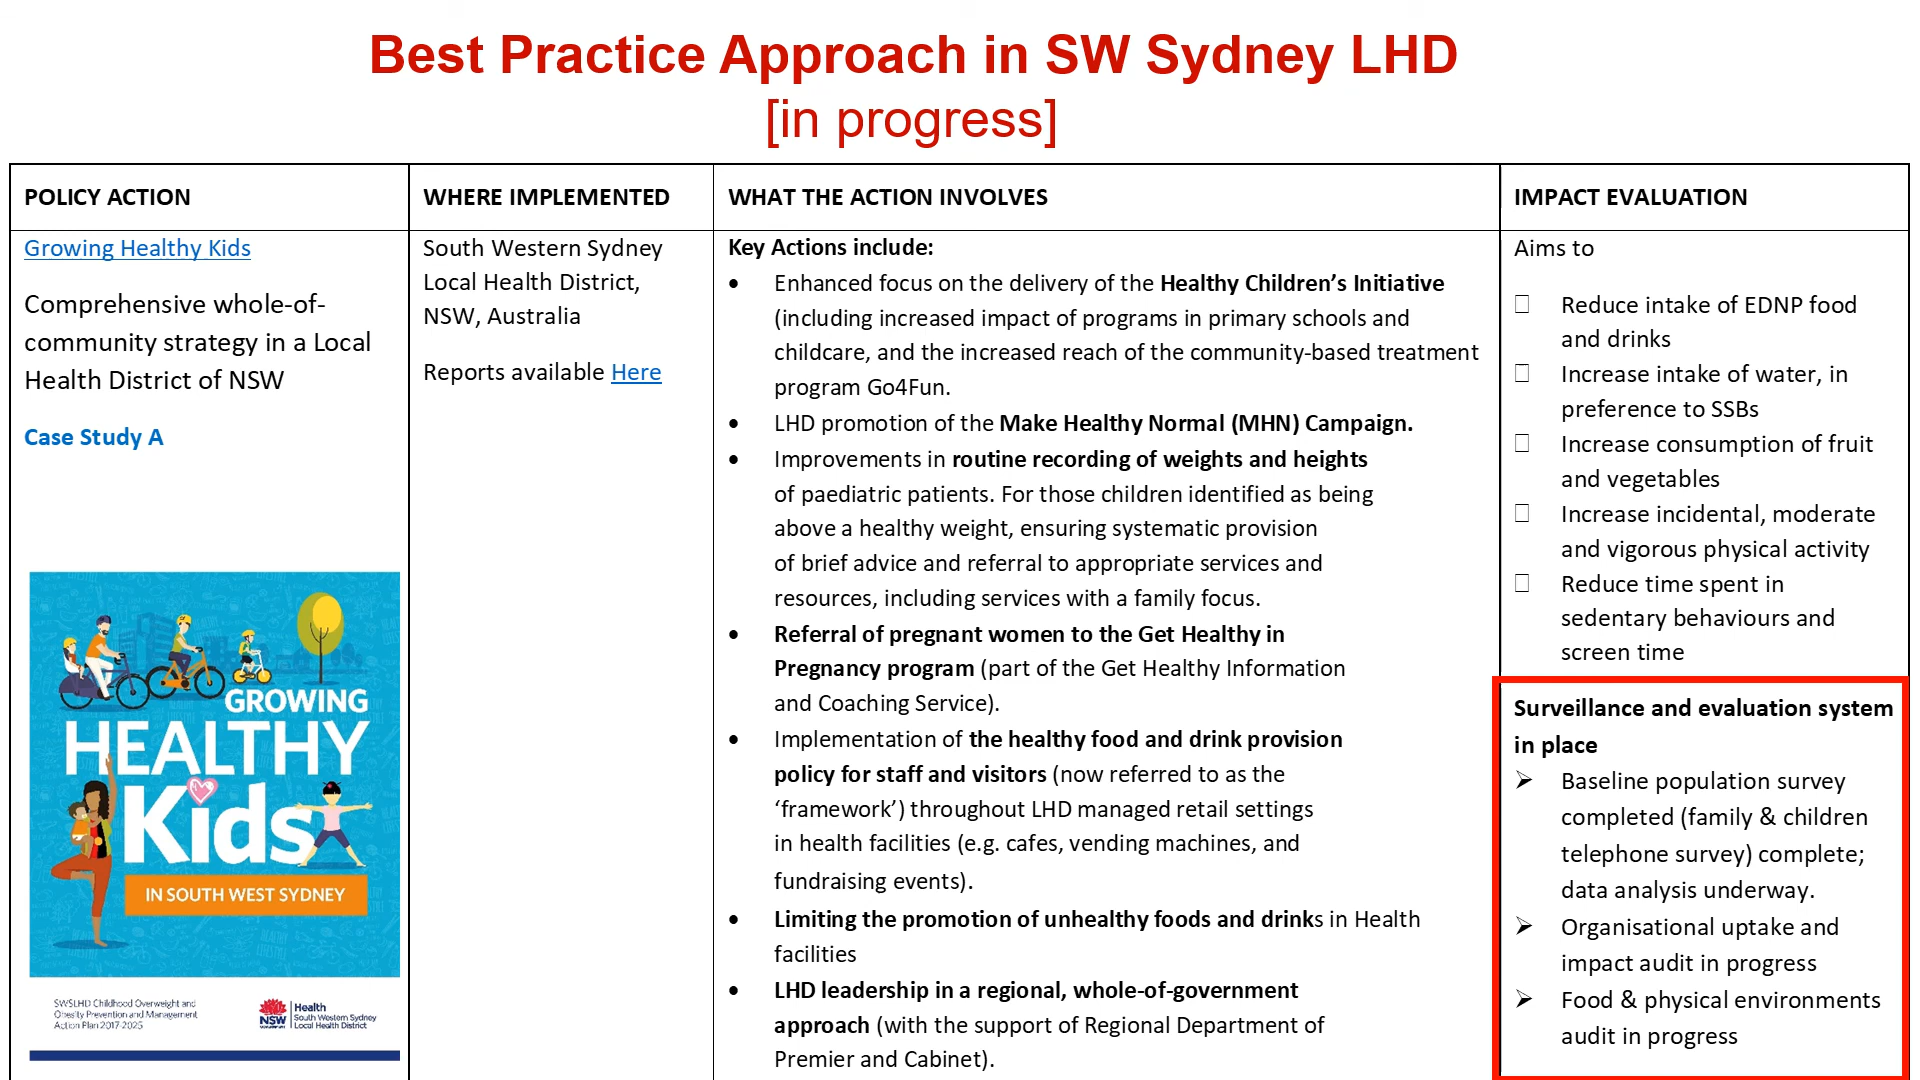 Best Practice Approach in SW Sydney LHD
[in progress]
POLICY ACTION
WHERE IMPLEMENTED
WHAT THE ACTION INVOLVES
IMPACT EVALUATION
Growing Healthy Kids
Comprehensive whole-of-
community strategy in a Local
Health District of NSW
Case Study A
GROWING
HEALTHY
Kids
IN SOUTH WEST SYDNEY
SWSLHD Childhood Overweight and
Obesity Prevention and Management
Action Plan 2017-2025
NSW
GOVERNMENT
Health
South Western Sydney
Local Health District
South Western Sydney
Local Health District,
NSW, Australia
Reports available Here
Key Actions include:
• Enhanced focus on the delivery of the Healthy Children’s Initiative
(including increased impact of programs in primary schools and
childcare, and the increased reach of the community-based treatment
program Go4Fun.
• LHD promotion of the Make Healthy Normal (MHN) Campaign.
• Improvements in routine recording of weights and heights
of paediatric patients. For those children identified as being
above a healthy weight, ensuring systematic provision
of brief advice and referral to appropriate services and
resources, including services with a family focus.
• Referral of pregnant women to the Get Healthy in
Pregnancy program (part of the Get Healthy Information
and Coaching Service).
• Implementation of the healthy food and drink provision
policy for staff and visitors (now referred to as the
‘framework’) throughout LHD managed retail settings
in health facilities (e.g. cafes, vending machines, and
fundraising events).
• Limiting the promotion of unhealthy foods and drinks in Health
facilities
• LHD leadership in a regional, whole-of-government
approach (with the support of Regional Department of
Premier and Cabinet).
Aims to
Reduce intake of EDNP food
and drinks
Increase intake of water, in
preference to SSBs
Increase consumption of fruit
and vegetables
Increase incidental, moderate
and vigorous physical activity
Reduce time spent in
sedentary behaviours and
screen time
Surveillance and evaluation system
in place
➢ Baseline population survey
completed (family & children
telephone survey) complete;
data analysis underway.
➢ Organisational uptake and
impact audit in progress
➢ Food & physical environments
audit in progress